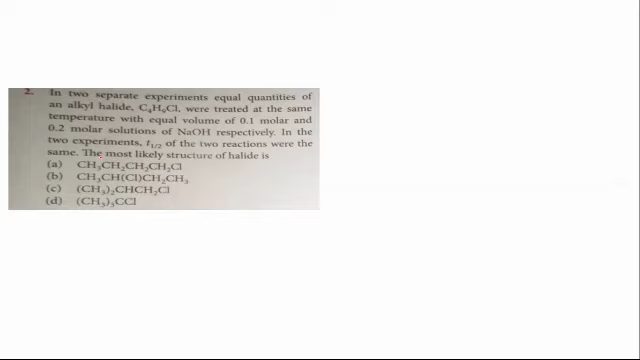 2. In two separate experiments equal quantities of
an alkyl halide, C₄H₉Cl, were treated at the same
temperature with equal volume of 0.1 molar and
0.2 molar solutions of NaOH respectively. In the
two experiments, t₁/₂ of the two reactions were the
same. The most likely structure of halide is
(a) CH₃CH₂CH₂CH₂Cl
(b) CH₃CH(Cl)CH₂CH₃
(c) (CH₃)₂CHCH₂Cl
(d) (CH₃)₃CCl